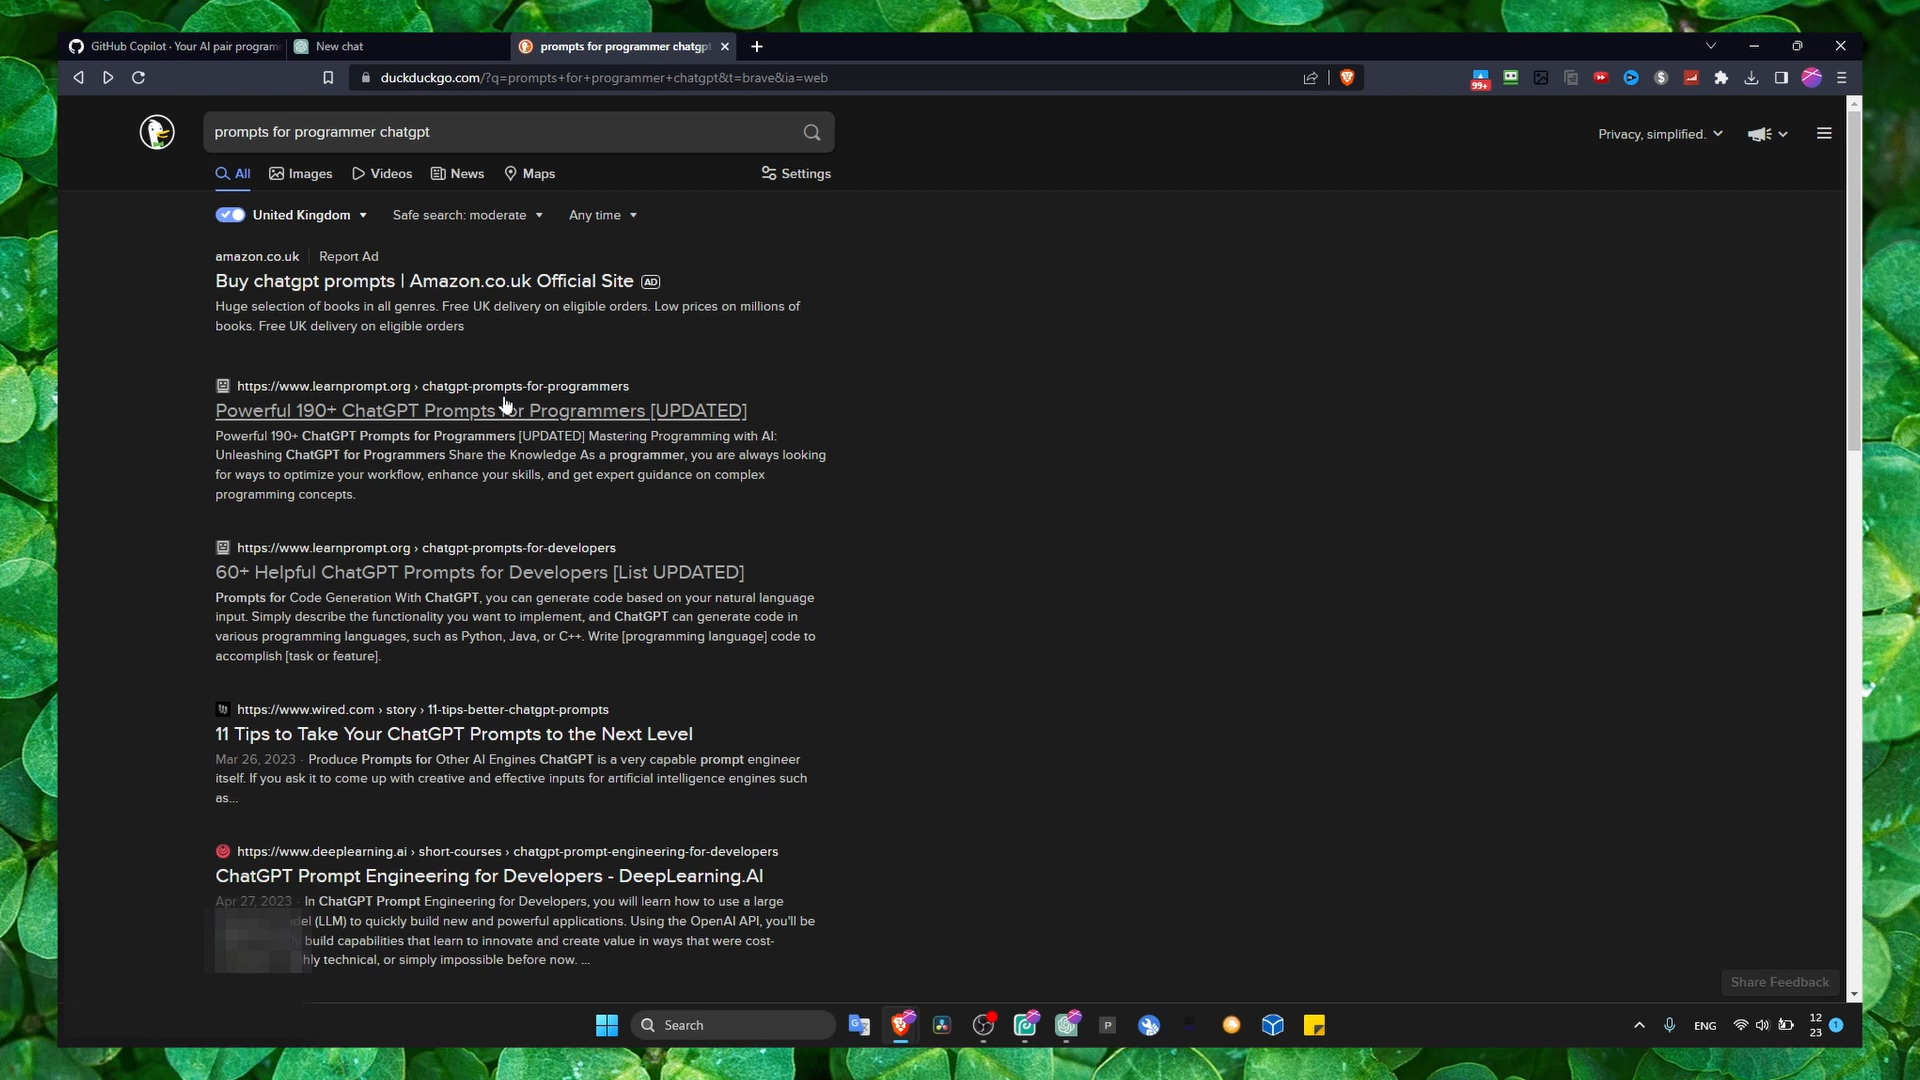 GitHub Copilot · Your AI pair program
New chat
prompts for programmer chatgpt
duckduckgo.com/?q=prompts+for+programmer+chatgpt&t=brave&ia=web
99+
prompts for programmer chatgpt
Privacy, simplified.
All
Images
Videos
News
Maps
Settings
United Kingdom
Safe search: moderate
Any time
amazon.co.uk
Report Ad
Buy chatgpt prompts | Amazon.co.uk Official Site AD
Huge selection of books in all genres. Free UK delivery on eligible orders. Low prices on millions of
books. Free UK delivery on eligible orders
https://www.learnprompt.org › chatgpt-prompts-for-programmers
Powerful 190+ ChatGPT Prompts for Programmers [UPDATED]
Powerful 190+ ChatGPT Prompts for Programmers [UPDATED] Mastering Programming with AI:
Unleashing ChatGPT for Programmers Share the Knowledge As a programmer, you are always looking
for ways to optimize your workflow, enhance your skills, and get expert guidance on complex
programming concepts.
https://www.learnprompt.org › chatgpt-prompts-for-developers
60+ Helpful ChatGPT Prompts for Developers [List UPDATED]
Prompts for Code Generation With ChatGPT, you can generate code based on your natural language
input. Simply describe the functionality you want to implement, and ChatGPT can generate code in
various programming languages, such as Python, Java, or C++. Write [programming language] code to
accomplish [task or feature].
https://www.wired.com › story › 11-tips-better-chatgpt-prompts
11 Tips to Take Your ChatGPT Prompts to the Next Level
Mar 26, 2023 · Produce Prompts for Other AI Engines ChatGPT is a very capable prompt engineer
itself. If you ask it to come up with creative and effective inputs for artificial intelligence engines such
as...
https://www.deeplearning.ai › short-courses › chatgpt-prompt-engineering-for-developers
ChatGPT Prompt Engineering for Developers - DeepLearning.AI
Apr 27, 2023 · In ChatGPT Prompt Engineering for Developers, you will learn how to use a large
(LLM) to quickly build new and powerful applications. Using the OpenAI API, you'll be
build capabilities that learn to innovate and create value in ways that were cost-
technical, or simply impossible before now. ...
Share Feedback
Search
P
ENG
12
23
1